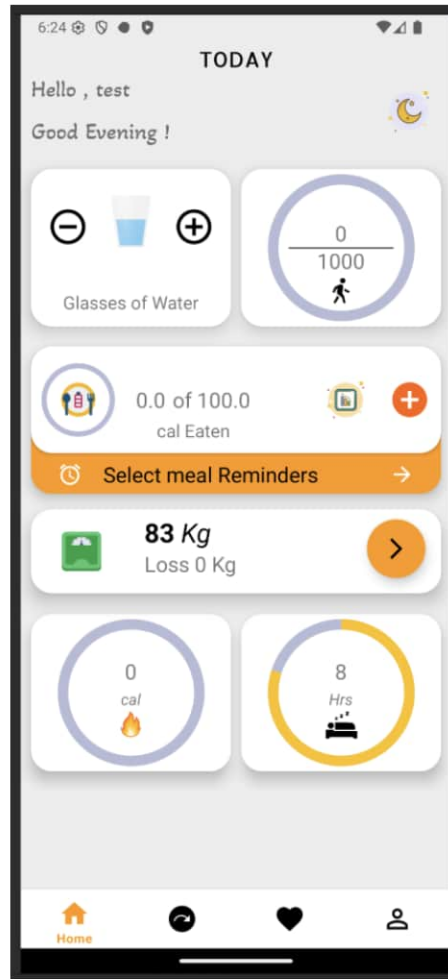 6:24
TODAY
Hello , test
Good Evening !
Glasses of Water
0
1000
0.0 of 100.0
cal Eaten
Select meal Reminders
83 Kg
Loss 0 Kg
0
cal
8
Hrs
Home